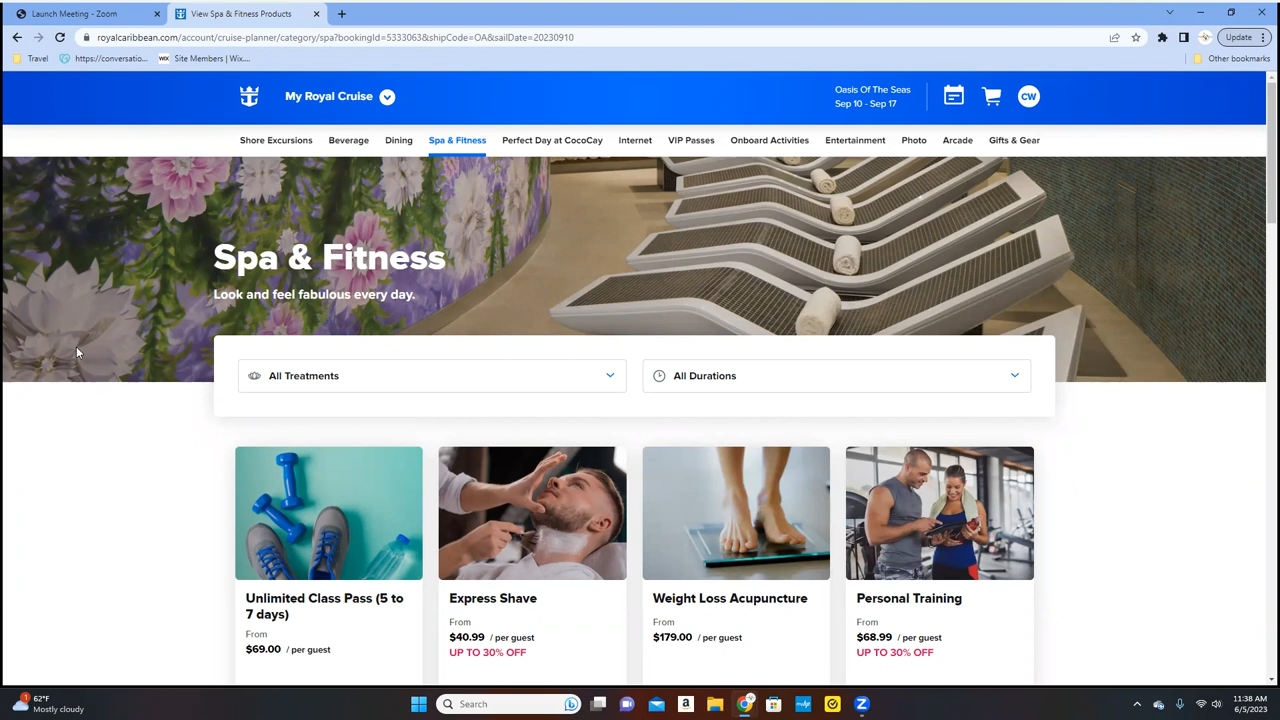 Launch Meeting - Zoom
View Spa & Fitness Products
royalcaribbean.com/account/cruise-planner/category/spa?bookingId=5333063&shipCode=OA&sailDate=20230910
Update
Travel
https://conversatio...
WiX
Site Members | Wix....
Other bookmarks
My Royal Cruise
Oasis Of The Seas
Sep 10 - Sep 17
CW
Shore Excursions Beverage Dining Spa & Fitness Perfect Day at CocoCay Internet VIP Passes Onboard Activities Entertainment Photo Arcade Gifts & Gear
Spa & Fitness
Look and feel fabulous every day.
All Treatments
All Durations
Unlimited Class Pass (5 to
7 days)
From
$69.00 / per guest
Express Shave
From
$40.99 / per guest
UP TO 30% OFF
Weight Loss Acupuncture
From
$179.00 / per guest
Personal Training
From
$68.99 / per guest
UP TO 30% OFF
1
62°F
Mostly cloudy
Search
11:38 AM
6/5/2023